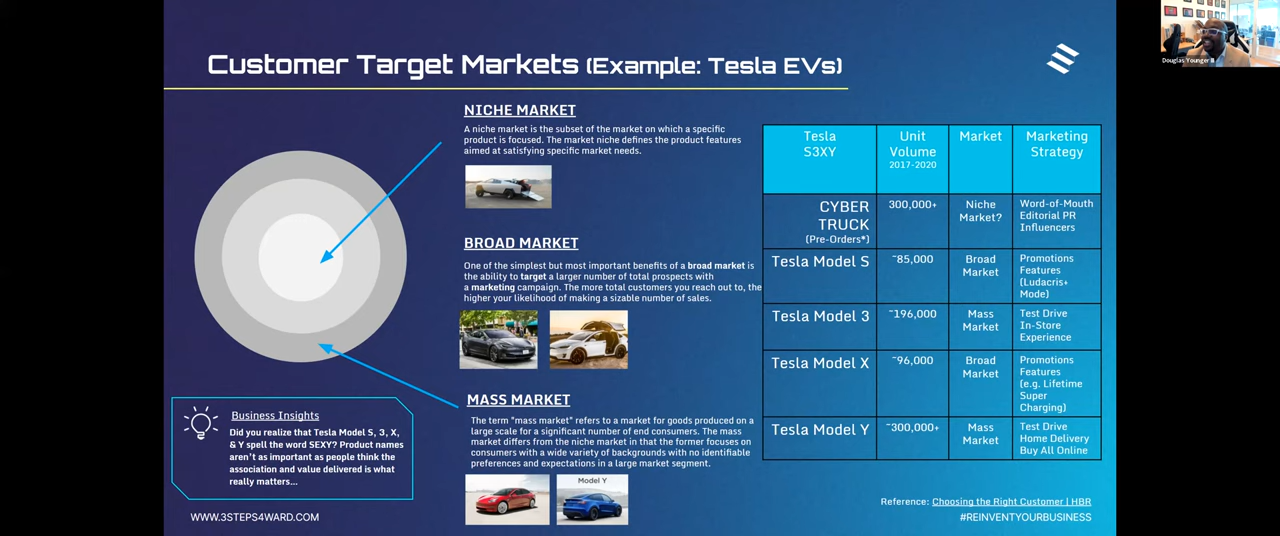 Customer Target Markets (Example: Tesla EVs)
Douglas Younger II
NICHE MARKET
A niche market is the subset of the market on which a specific
product is focused. The market niche defines the product features
aimed at satisfying specific market needs.
BROAD MARKET
One of the simplest but most important benefits of a broad market is
the ability to target a larger number of total prospects with
a marketing campaign. The more total customers you reach out to, the
higher your likelihood of making a sizable number of sales.
MASS MARKET
The term "mass market" refers to a market for goods produced on a
large scale for a significant number of end consumers. The mass
market differs from the niche market in that the former focuses on
consumers with a wide variety of backgrounds with no identifiable
preferences and expectations in a large market segment.
Model Y
Business Insights
Did you realize that Tesla Model S, 3, X,
& Y spell the word SEXY? Product names
aren't as important as people think the
association and value delivered is what
really matters...
WWW.3STEPS4WARD.COM
Tesla
S3XY
Unit
Volume
2017-2020
Market
Marketing
Strategy
CYBER
TRUCK
(Pre-Orders*)
300,000+
Niche
Market?
Word-of-Mouth
Editorial PR
Influencers
Tesla Model S
~85,000
Broad
Market
Promotions
Features
(Ludacris+
Mode)
Tesla Model 3
~196,000
Mass
Market
Test Drive
In-Store
Experience
Tesla Model X
~96,000
Broad
Market
Promotions
Features
(e.g. Lifetime
Super
Charging)
Tesla Model Y
~300,000+
Mass
Market
Test Drive
Home Delivery
Buy All Online
Reference: Choosing the Right Customer | HBR
#REINVENTYOURBUSINESS